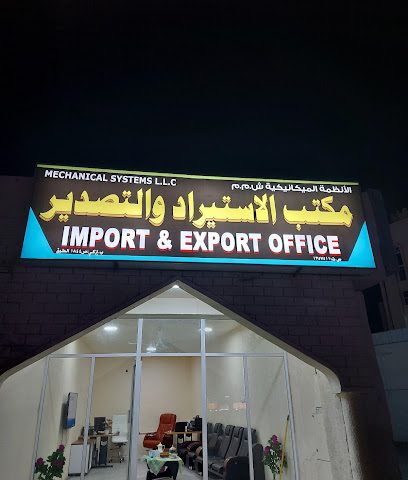 MECHANICAL SYSTEMS L.L.C
الأنظمة الميكانيكية ش.م.م
مكتب الاستيراد والتصدير
IMPORT & EXPORT OFFICE